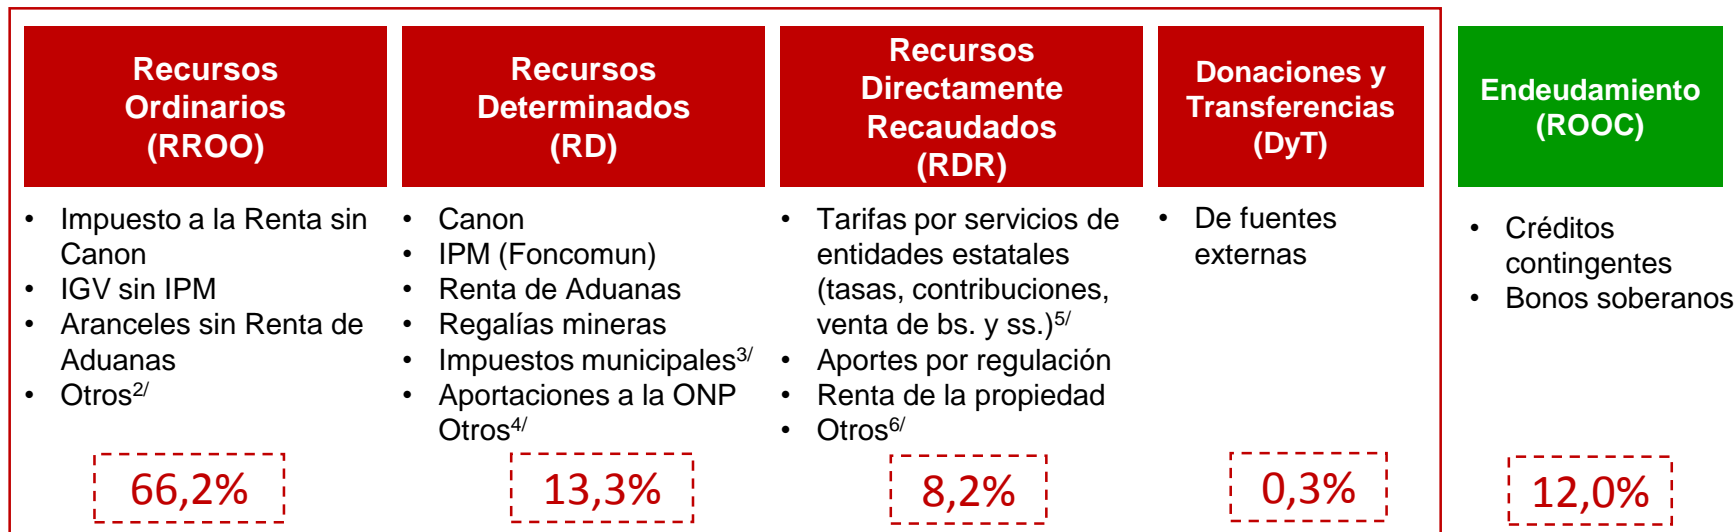 Recursos
Ordinarios
(RROO)
• Impuesto a la Renta sin
Canon
• IGV sin IPM
• Aranceles sin Renta de
Aduanas
• Otros2/
66,2%
Recursos
Determinados
(RD)
• Canon
• IPM (Foncomun)
• Renta de Aduanas
• Regalías mineras
• Impuestos municipales3/
• Aportaciones a la ONP
Otros4/
13,3%
Recursos
Directamente
Recaudados
(RDR)
• Tarifas por servicios de
entidades estatales
(tasas, contribuciones,
venta de bs. y ss.)5/
• Aportes por regulación
• Renta de la propiedad
• Otros6/
8,2%
Donaciones y
Transferencias
(DyT)
• De fuentes
externas
0,3%
Endeudamiento
(ROOC)
• Créditos
contingentes
• Bonos soberanos
12,0%